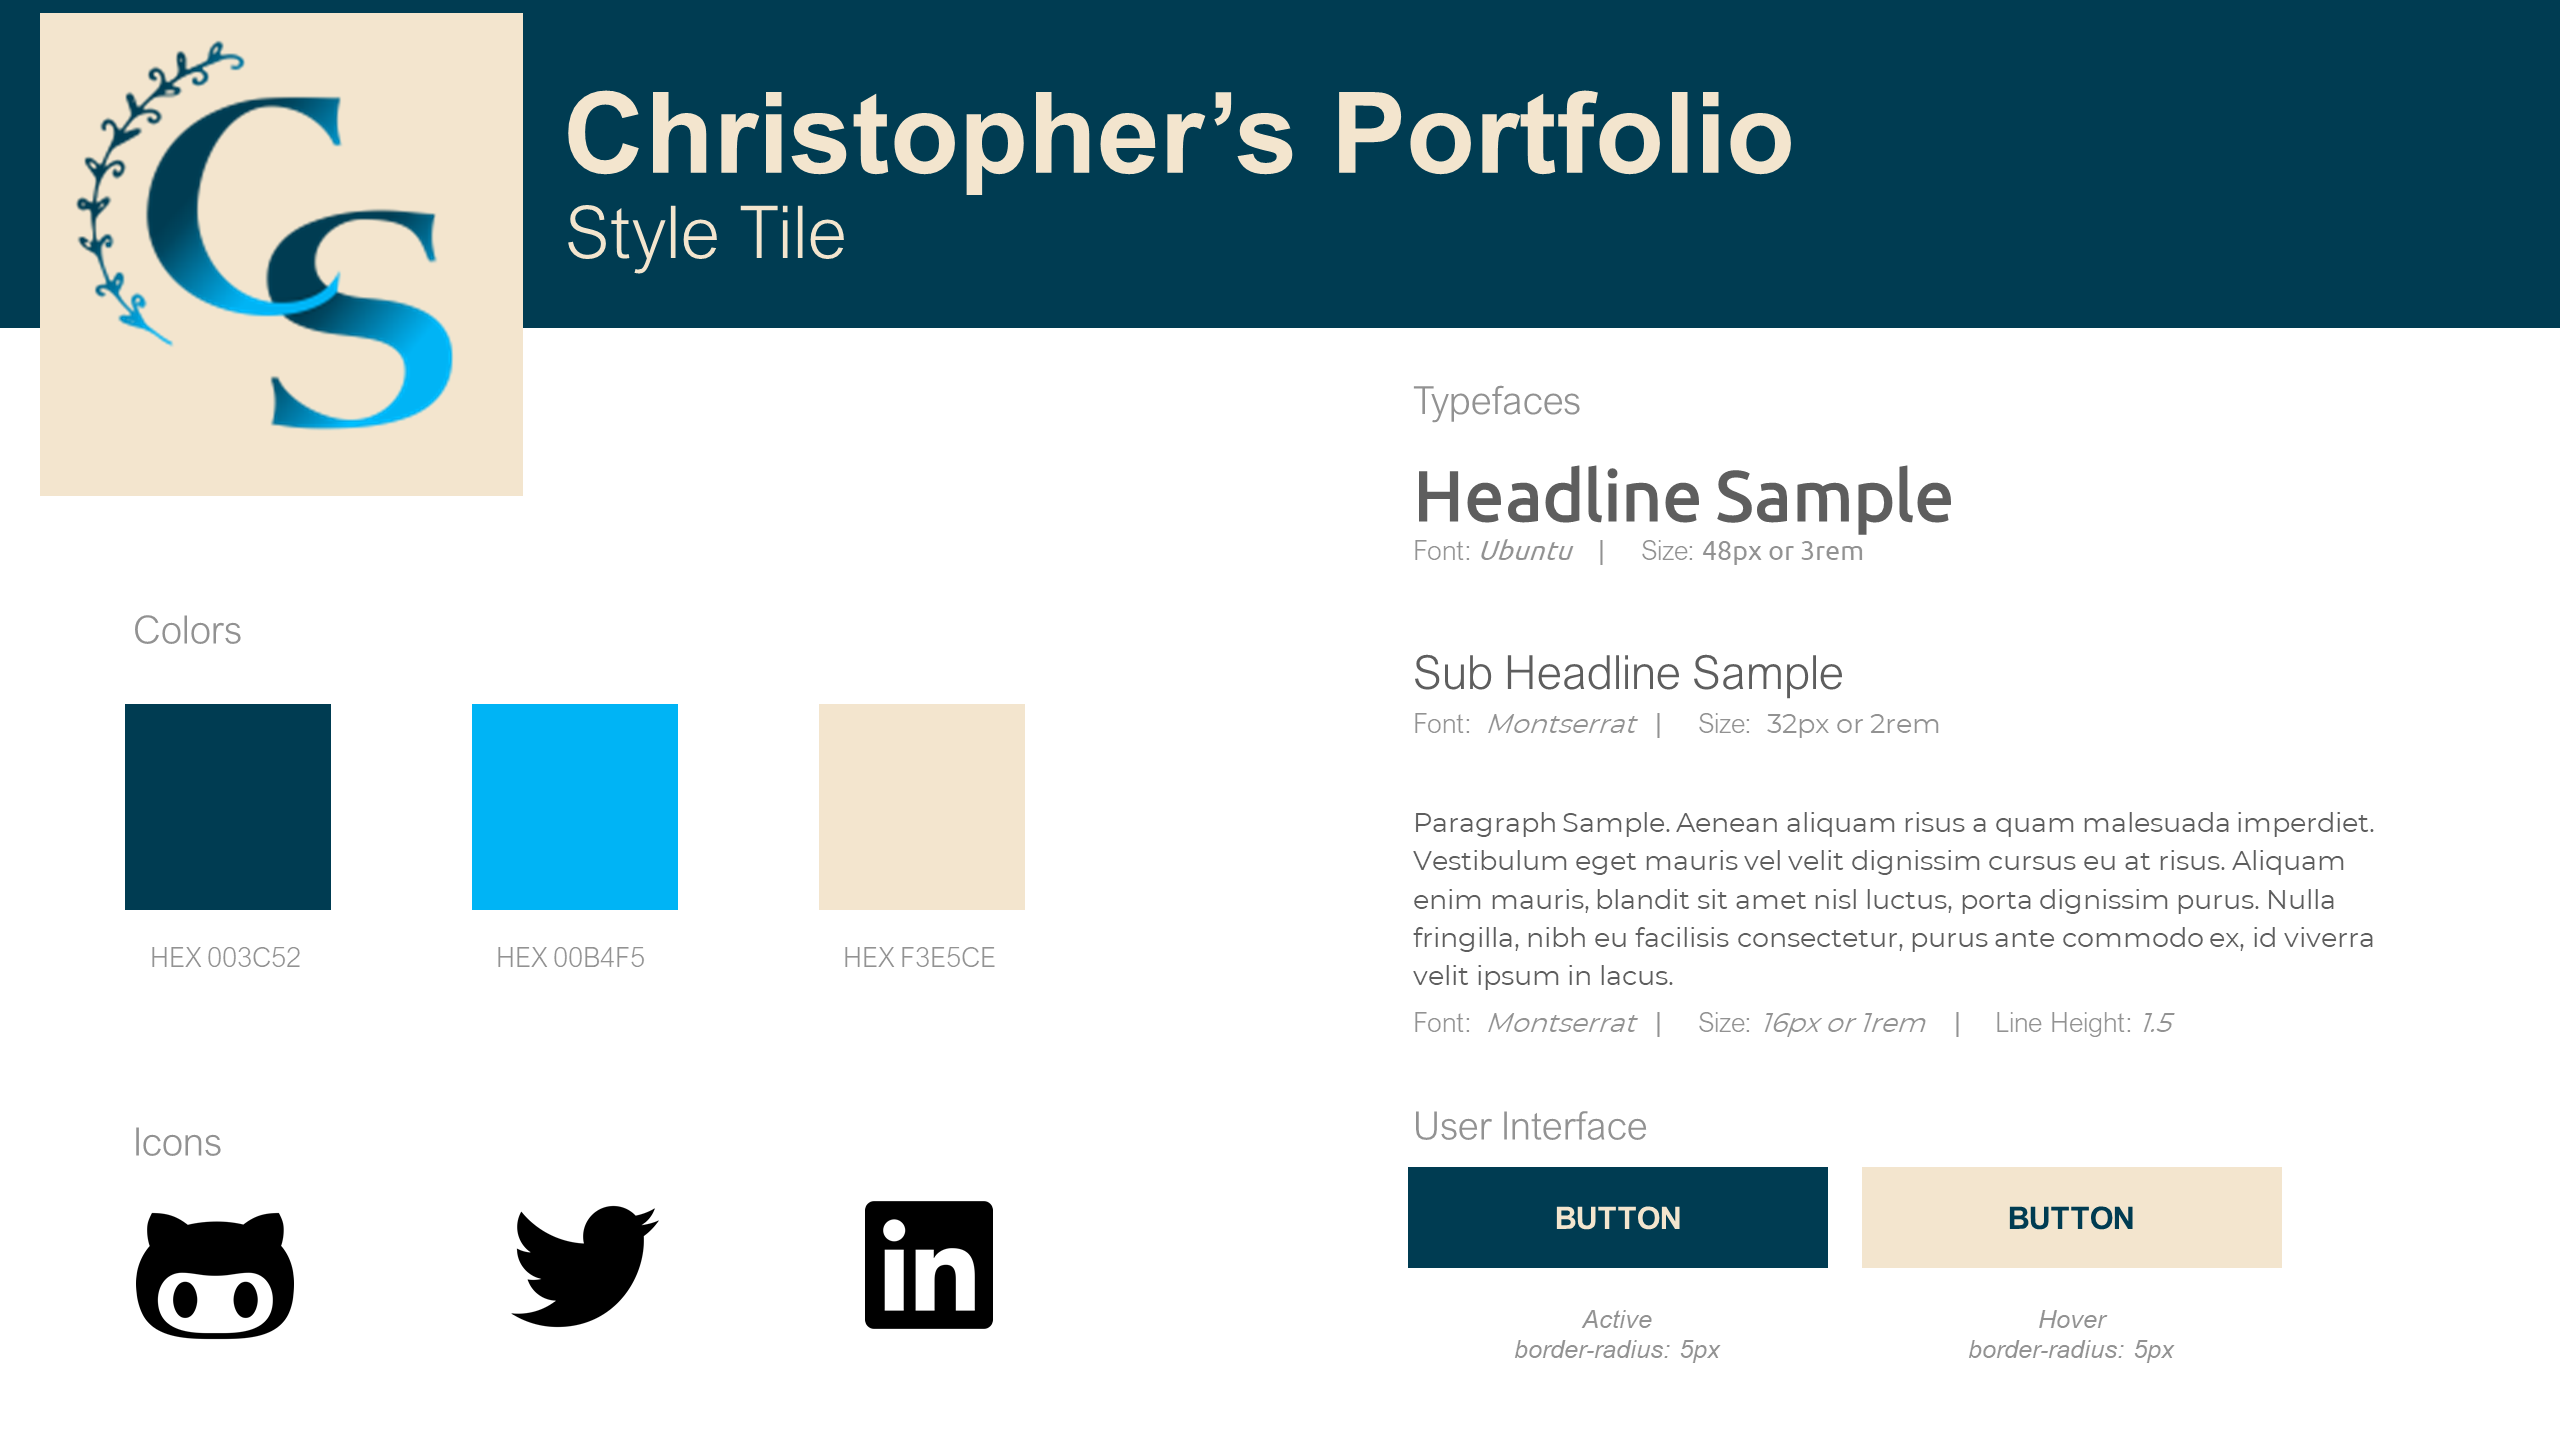 CS
Christopher’s Portfolio
Style Tile
Colors
HEX 003C52
HEX 00B4F5
HEX F3E5CE
Icons
in
Typefaces
Headline Sample
Font: Ubuntu | Size: 48px or 3rem
Sub Headline Sample
Font: Montserrat | Size: 32px or 2rem
Paragraph Sample. Aenean aliquam risus a quam malesuada imperdiet.
Vestibulum eget mauris vel velit dignissim cursus eu at risus. Aliquam
enim mauris, blandit sit amet nisl luctus, porta dignissim purus. Nulla
fringilla, nibh eu facilisis consectetur, purus ante commodo ex, id viverra
velit ipsum in lacus.
Font: Montserrat | Size: 16px or 1rem | Line Height: 1.5
User Interface
BUTTON
Active
border-radius: 5px
BUTTON
Hover
border-radius: 5px